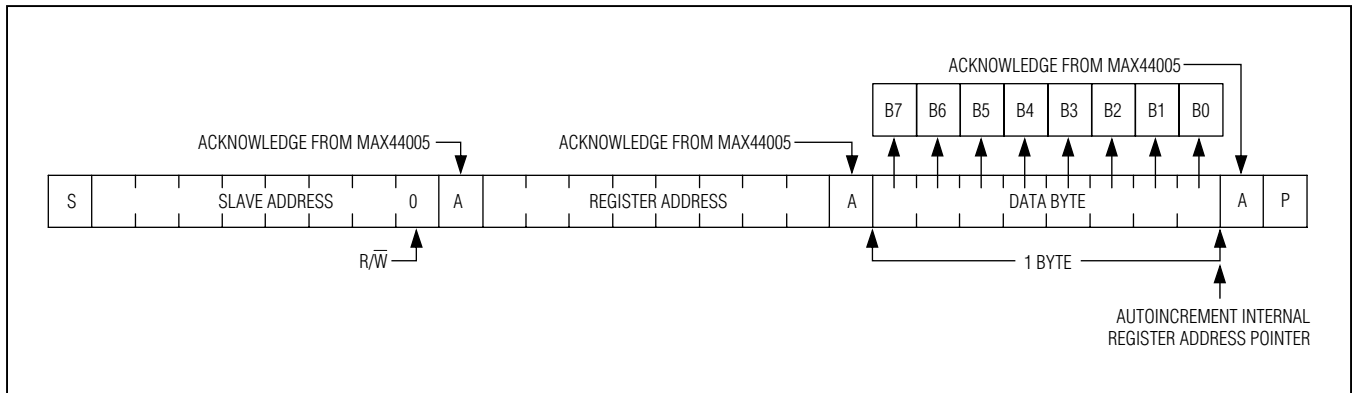 ACKNOWLEDGE FROM MAX44005
B7 B6 B5 B4 B3 B2 B1 B0
ACKNOWLEDGE FROM MAX44005 ACKNOWLEDGE FROM MAX44005
S SLAVE ADDRESS 0 A REGISTER ADDRESS A DATA BYTE A P
R/W̅ 1 BYTE
AUTOINCREMENT INTERNAL
REGISTER ADDRESS POINTER